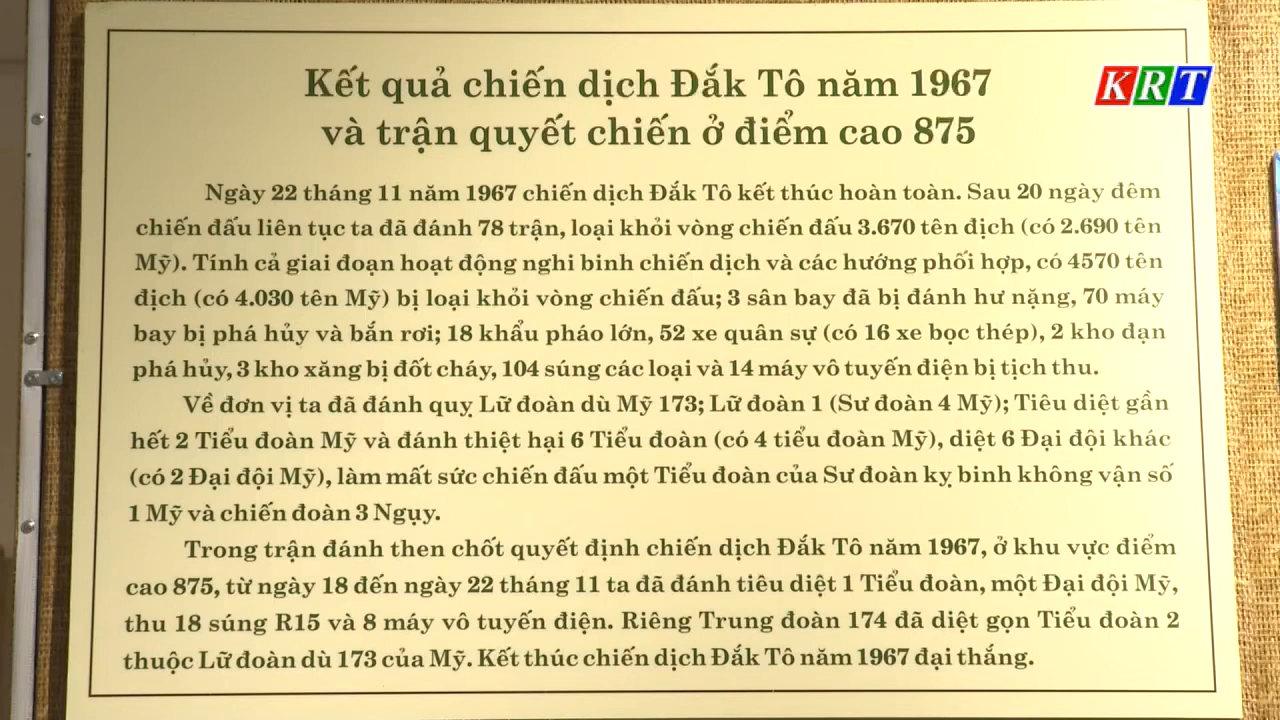 Kết quả chiến dịch Đắk Tô năm 1967
và trận quyết chiến ở điểm cao 875
KRT
Ngày 22 tháng 11 năm 1967 chiến dịch Đắk Tô kết thúc hoàn toàn. Sau 20 ngày đêm
chiến đấu liên tục ta đã đánh 78 trận, loại khỏi vòng chiến đấu 3.670 tên địch (có 2.690 tên
Mỹ). Tính cả giai đoạn hoạt động nghi binh chiến dịch và các hướng phối hợp, có 4570 tên
địch (có 4.030 tên Mỹ) bị loại khỏi vòng chiến đấu; 3 sân bay đã bị đánh hư nặng, 70 máy
bay bị phá hủy và bắn rơi; 18 khẩu pháo lớn, 52 xe quân sự (có 16 xe bọc thép), 2 kho đạn
phá hủy, 3 kho xăng bị đốt cháy, 104 súng các loại và 14 máy vô tuyến điện bị tịch thu.
Về đơn vị ta đã đánh quỵ Lữ đoàn dù Mỹ 173; Lữ đoàn 1 (Sư đoàn 4 Mỹ); Tiêu diệt gần
hết 2 Tiểu đoàn Mỹ và đánh thiệt hại 6 Tiểu đoàn (có 4 tiểu đoàn Mỹ), diệt 6 Đại đội khác
(có 2 Đại đội Mỹ), làm mất sức chiến đấu một Tiểu đoàn của Sư đoàn kỵ binh không vận số
1 Mỹ và chiến đoàn 3 Ngụy.
Trong trận đánh then chốt quyết định chiến dịch Đắk Tô năm 1967, ở khu vực điểm
cao 875, từ ngày 18 đến ngày 22 tháng 11 ta đã đánh tiêu diệt 1 Tiểu đoàn, một Đại đội Mỹ,
thu 18 súng R15 và 8 máy vô tuyến điện. Riêng Trung đoàn 174 đã diệt gọn Tiểu đoàn 2
thuộc Lữ đoàn dù 173 của Mỹ. Kết thúc chiến dịch Đắk Tô năm 1967 đại thắng.